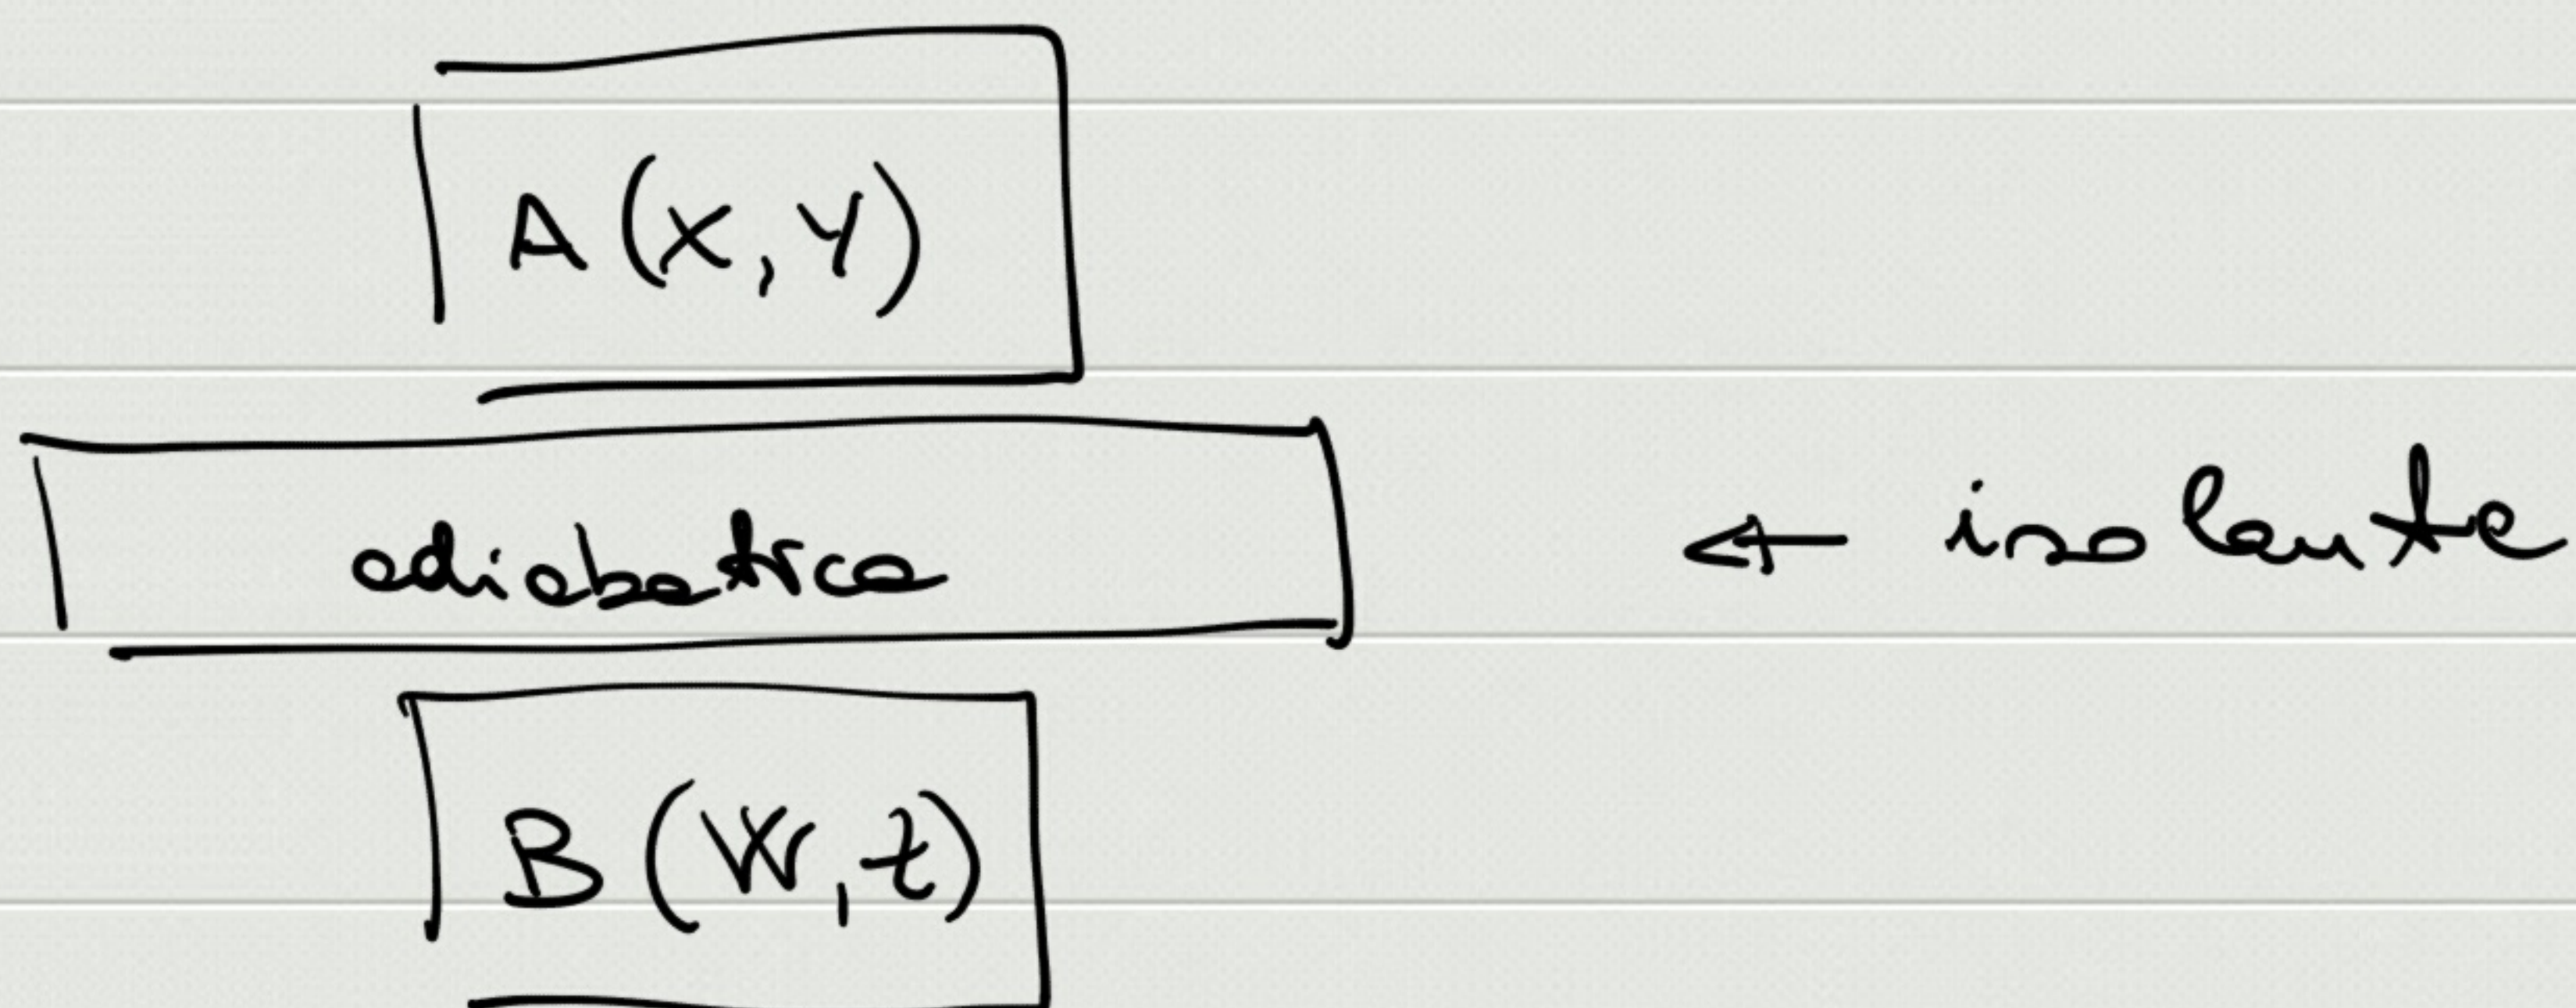 A (X, Y)
adiabatica ← isolante
B (W, Z)